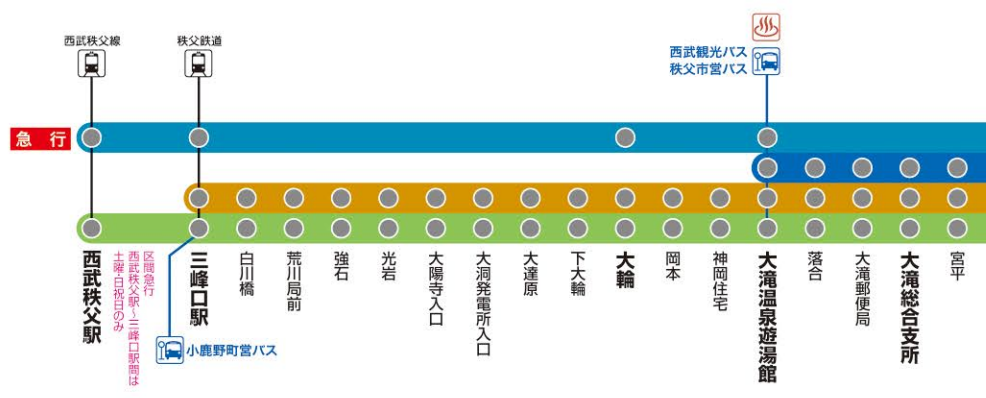 西武秩父線
秩父鉄道
西武観光バス
秩父市営バス
急行
西武秩父駅
区間急行
西武秩父駅～三峰口駅間は
土曜・日祝日のみ
三峰口駅
白川橋
荒川局前
強石
光岩
大陽寺入口
大洞発電所入口
大達原
下大輪
大輪
岡本
神岡住宅
大滝温泉遊湯館
落合
大滝郵便局
大滝総合支所
宮平
小鹿野町営バス